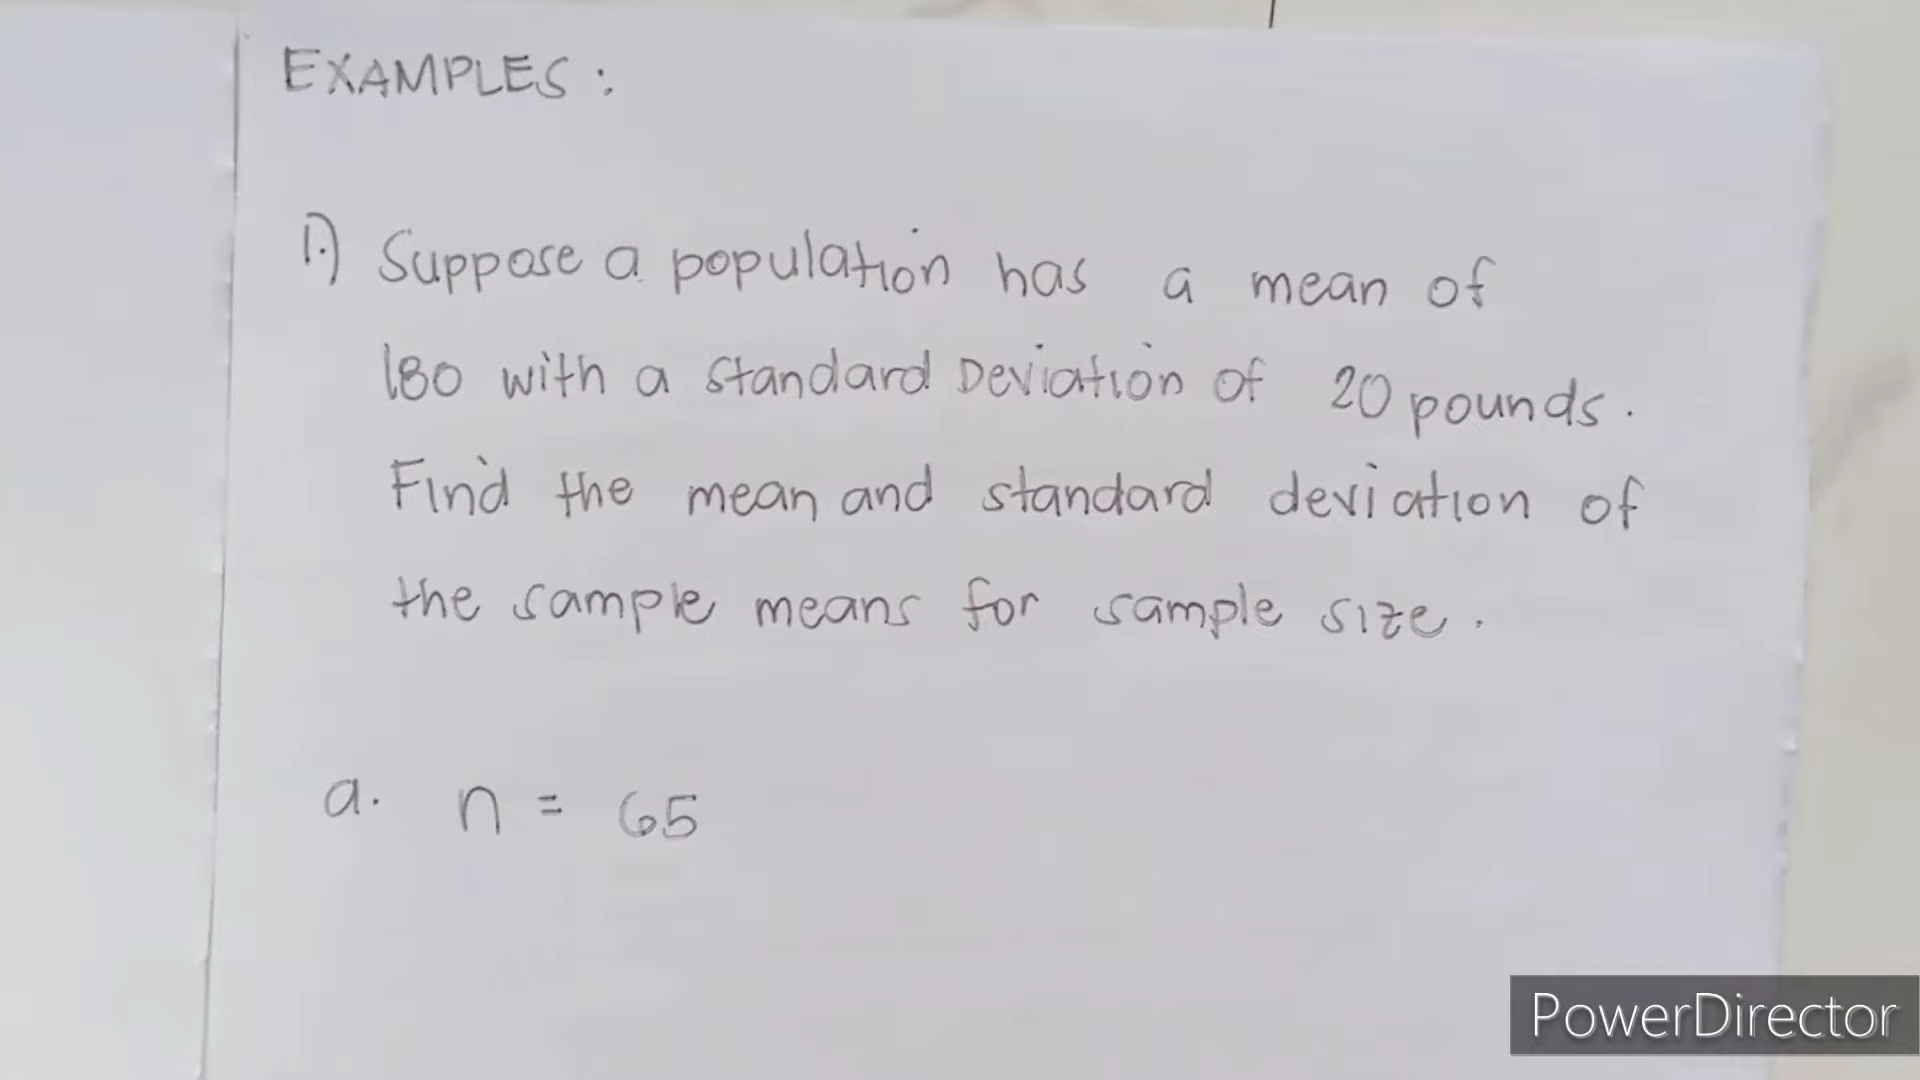 EXAMPLES:
1.) Suppose a population has a mean of
180 with a Standard Deviation of 20 pounds.
Find the mean and standard deviation of
the sample means for sample size.
a. n = 65
PowerDirector